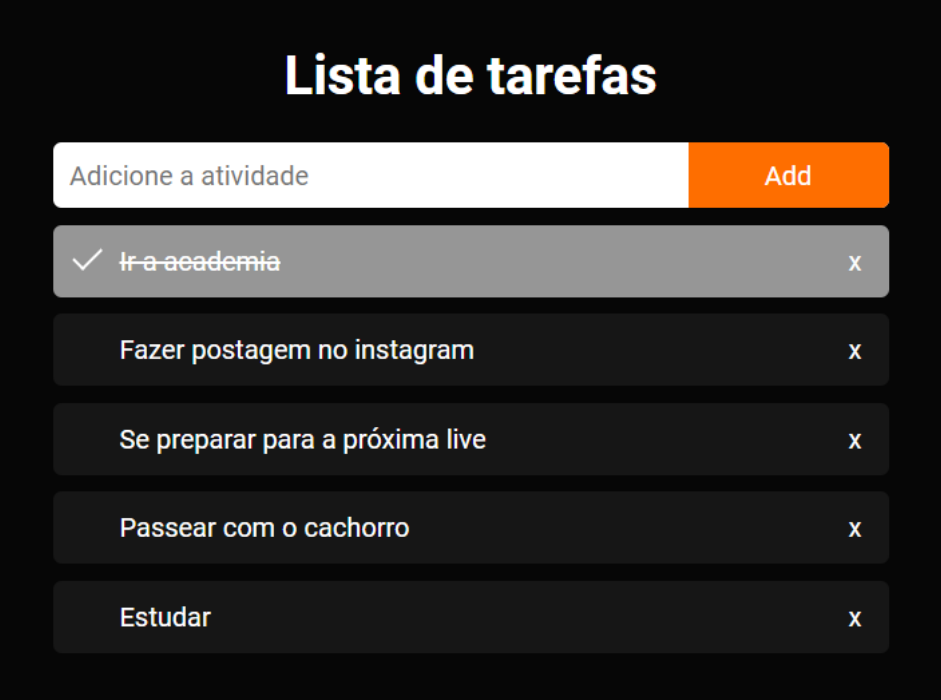 Lista de tarefas
Adicione a atividade Add
Ir a academia x
Fazer postagem no instagram x
Se preparar para a próxima live x
Passear com o cachorro x
Estudar x